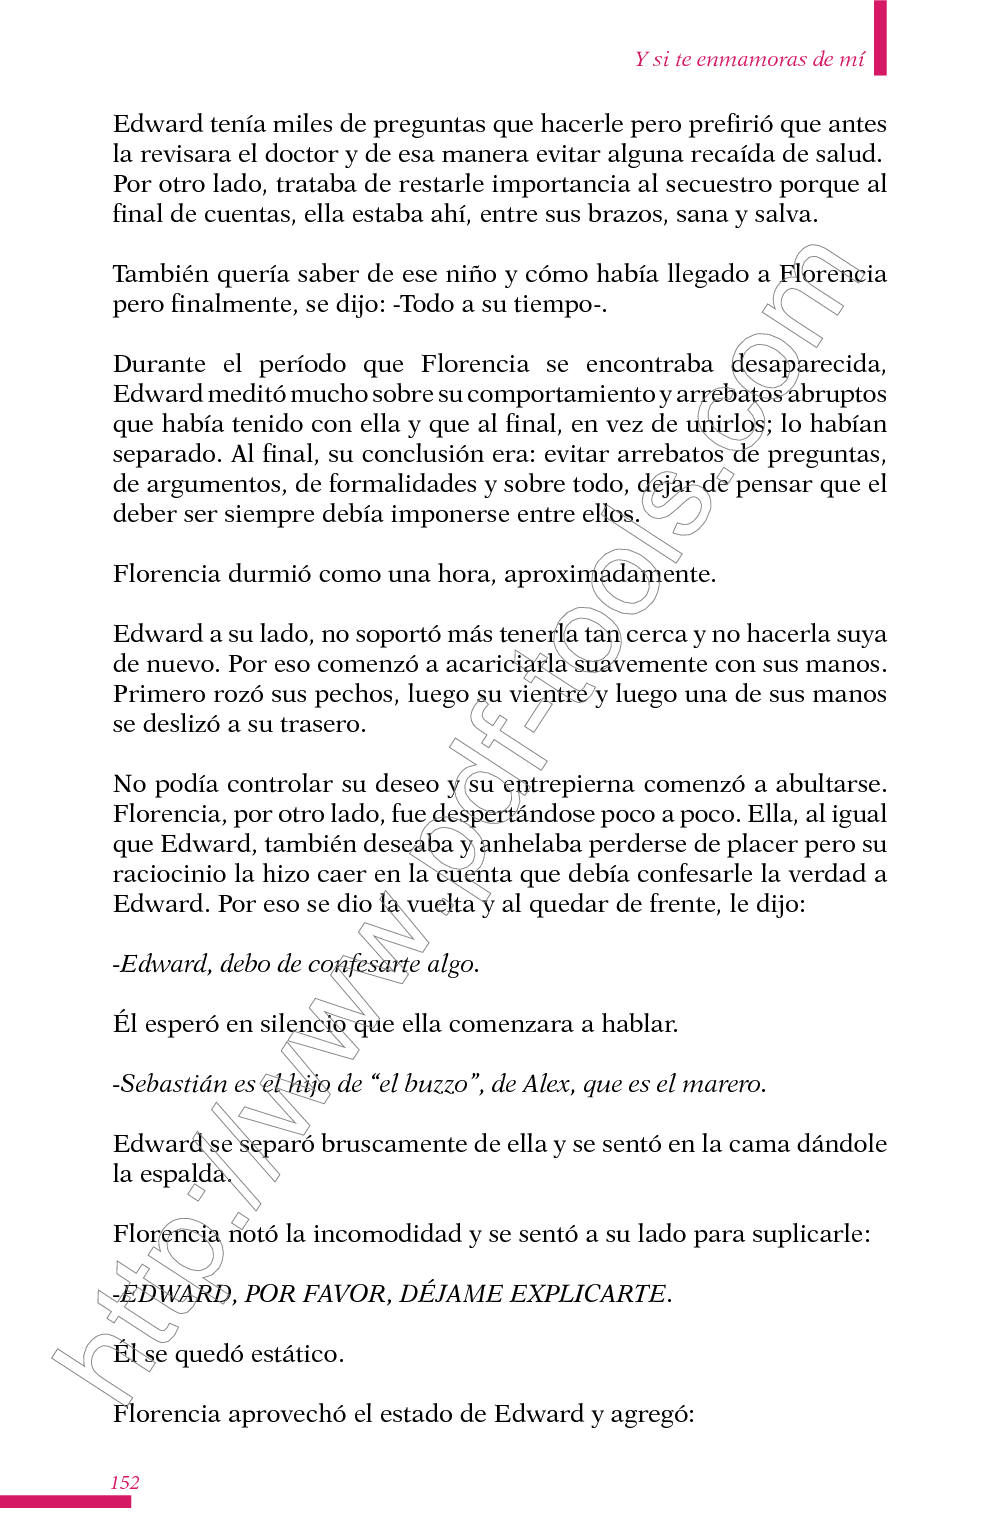 Y si te enmamoras de mí
Edward tenía miles de preguntas que hacerle pero prefirió que antes
la revisara el doctor y de esa manera evitar alguna recaída de salud.
Por otro lado, trataba de restarle importancia al secuestro porque al
final de cuentas, ella estaba ahí, entre sus brazos, sana y salva.
También quería saber de ese niño y cómo había llegado a Florencia
pero finalmente, se dijo: -Todo a su tiempo-.
Durante el período que Florencia se encontraba desaparecida,
Edward meditó mucho sobre su comportamiento y arrebatos abruptos
que había tenido con ella y que al final, en vez de unirlos; lo habían
separado. Al final, su conclusión era: evitar arrebatos de preguntas,
de argumentos, de formalidades y sobre todo, dejar de pensar que el
deber ser siempre debía imponerse entre ellos.
Florencia durmió como una hora, aproximadamente.
Edward a su lado, no soportó más tenerla tan cerca y no hacerla suya
de nuevo. Por eso comenzó a acariciarla suavemente con sus manos.
Primero rozó sus pechos, luego su vientre y luego una de sus manos
se deslizó a su trasero.
No podía controlar su deseo y su entrepierna comenzó a abultarse.
Florencia, por otro lado, fue despertándose poco a poco. Ella, al igual
que Edward, también deseaba y anhelaba perderse de placer pero su
raciocinio la hizo caer en la cuenta que debía confesarle la verdad a
Edward. Por eso se dio la vuelta y al quedar de frente, le dijo:
-Edward, debo de confesarte algo.
Él esperó en silencio que ella comenzara a hablar.
-Sebastián es el hijo de “el buzzo”, de Alex, que es el marero.
Edward se separó bruscamente de ella y se sentó en la cama dándole
la espalda.
Florencia notó la incomodidad y se sentó a su lado para suplicarle:
-EDWARD, POR FAVOR, DÉJAME EXPLICARTE.
Él se quedó estático.
Florencia aprovechó el estado de Edward y agregó:
152
http://www.pdf-tools.com